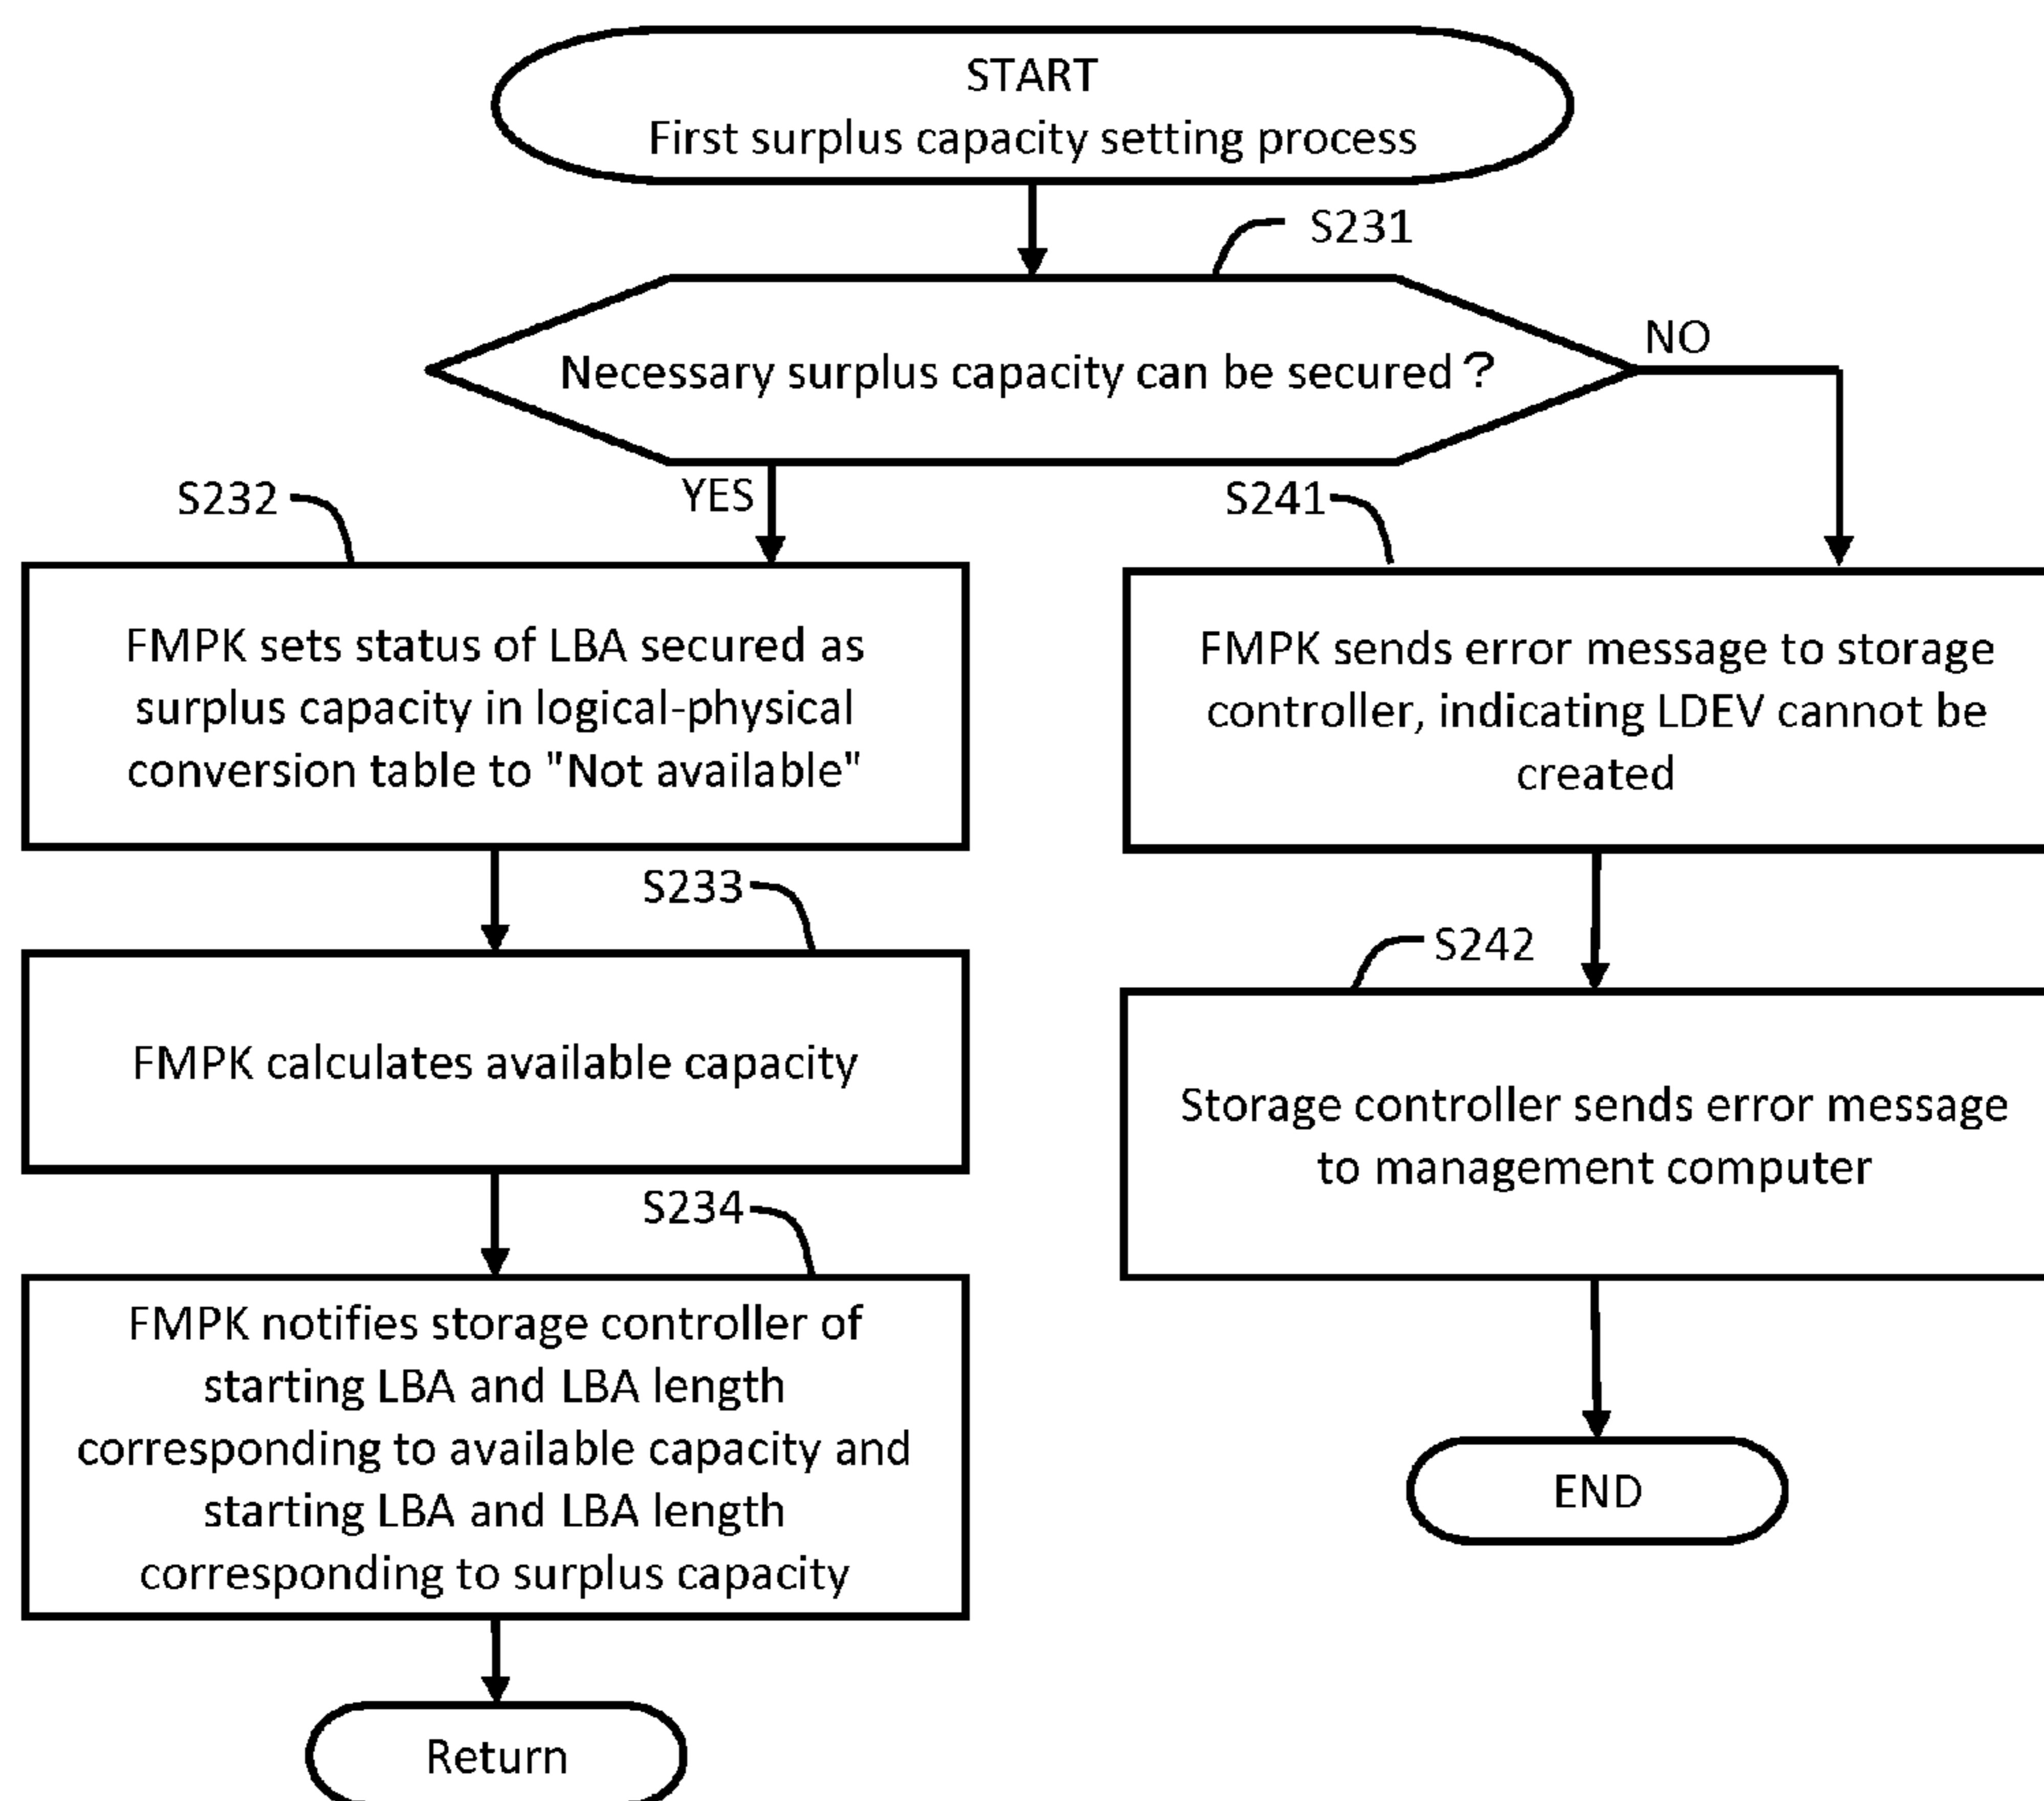 START
First surplus capacity setting process
S231
Necessary surplus capacity can be secured?
NO
YES
S232
FMPK sets status of LBA secured as
surplus capacity in logical-physical
conversion table to "Not available"
S233
FMPK calculates available capacity
S234
FMPK notifies storage controller of
starting LBA and LBA length
corresponding to available capacity and
starting LBA and LBA length
corresponding to surplus capacity
Return
S241
FMPK sends error message to storage
controller, indicating LDEV cannot be
created
S242
Storage controller sends error message
to management computer
END